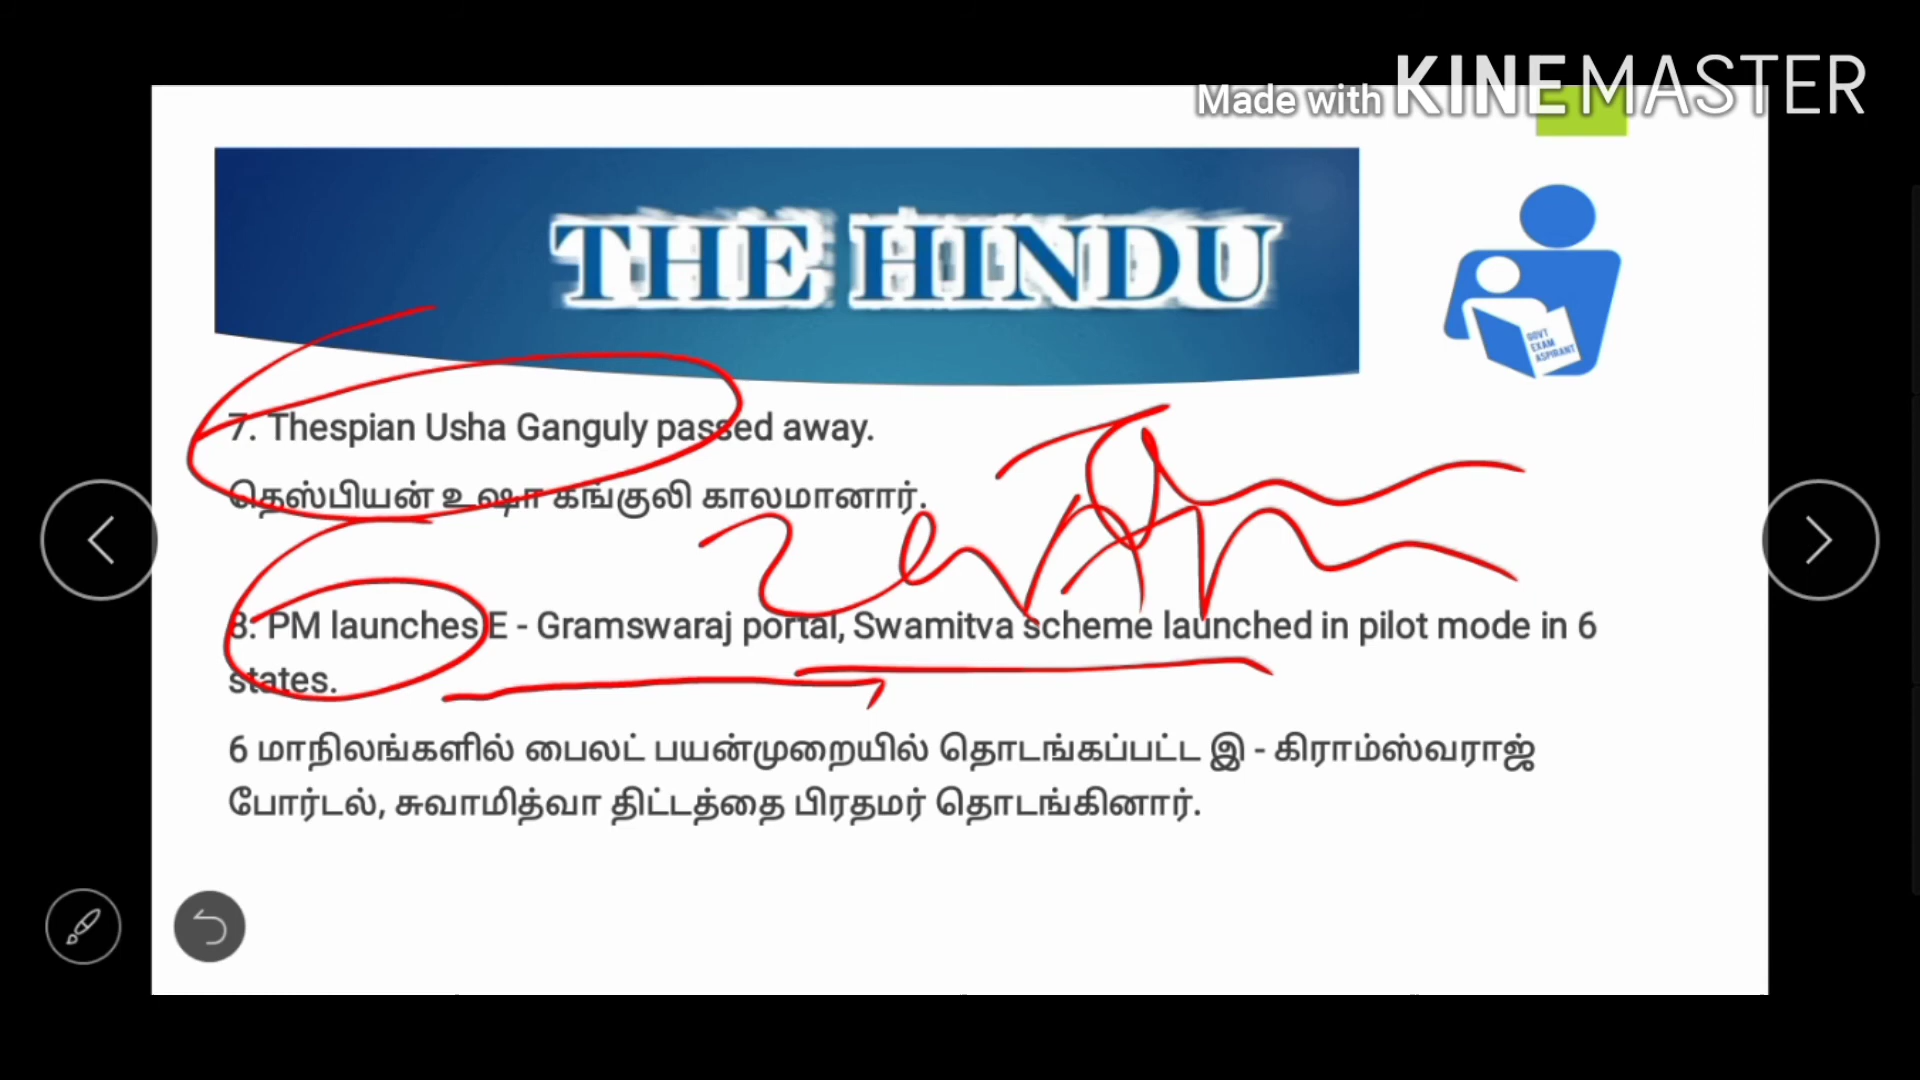 Made with KINEMASTER
THE HINDU
GOVT
EXAM
ASPIRANT
7. Thespian Usha Ganguly passed away.
தெஸ்பியன் உஷா கங்குலி காலமானார்.
8. PM launches E - Gramswaraj portal, Swamitva scheme launched in pilot mode in 6
states.
6 மாநிலங்களில் பைலட் பயன்முறையில் தொடங்கப்பட்ட இ - கிராம்ஸ்வராஜ்
போர்டல், சுவாமித்வா திட்டத்தை பிரதமர் தொடங்கினார்.